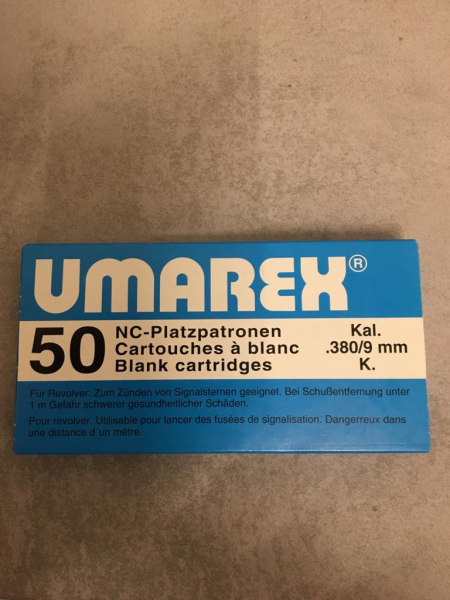 UMAREX®
50
NC-Platzpatronen
Cartouches à blanc
Blank cartridges
Kal.
.380/9 mm
K.
Für Revolver. Zum Zünden von Signalsternen geeignet. Bei Schußentfernung unter
1 m Gefahr schwerer gesundheitlicher Schäden.
Pour revolver. Utilisable pour lancer des fusées de signalisation. Dangerreux dans
une distance d'un mètre.